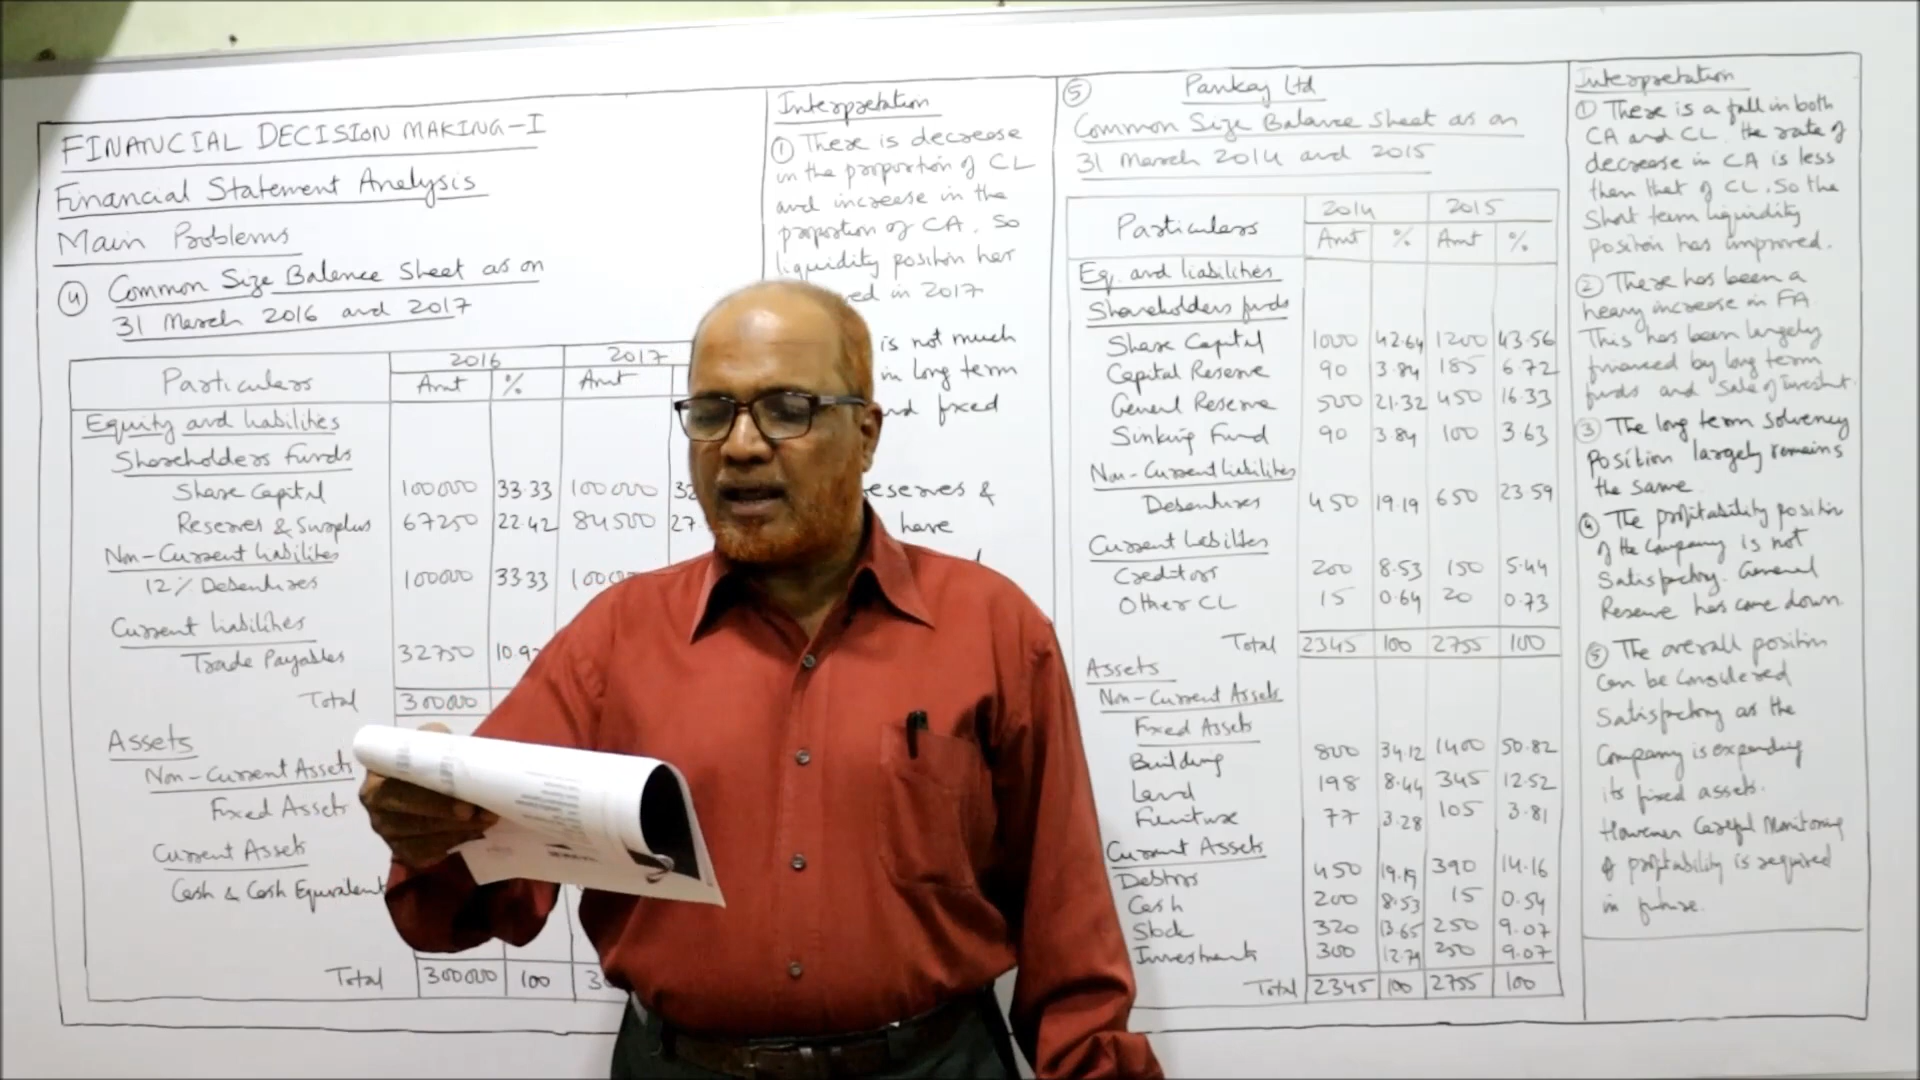 FINANCIAL DECISION MAKING-I
Financial Statement Analysis
Main Problems
④ Common Size Balance Sheet as on
31 March 2016 and 2017
Particulars 2016 2017
Amt % Amt
Equity and liabilities
Shareholders funds
Share Capital 100000 33.33 100000 32
Reserves & Surplus 67250 22.42 84500 27.
Non-Current liabilities
12% Debentures 100000 33.33 1000
Current liabilities
Trade Payables 32750 10.9
Total 300000
Assets
Non-Current Assets
Fixed Assets
Current Assets
Cash & Cash Equivalent
Total 300000 100 3
Interpretation
① There is decrease
in the proportion of CL
and increase in the
proportion of CA. So
liquidity position has
ved in 2017
is not much
in long term
nd fixed
eserves &
have
⑤ Pankaj Ltd
Common Size Balance Sheet as on
31 March 2014 and 2015
Particulars 2014 2015
Amt % Amt %
Eq. and liabilities
Shareholders funds
Share Capital 1000 42.64 1200 43.56
Capital Reserve 90 3.84 185 6.72
General Reserve 500 21.32 450 16.33
Sinking Fund 90 3.84 100 3.63
Non-Current liabilities
Debentures 450 19.19 650 23.59
Current liabilities
Creditors 200 8.53 150 5.44
Other CL 15 0.64 20 0.73
Total 2345 100 2755 100
Assets
Non-Current Assets
Fixed Assets
Building 800 34.12 1400 50.82
Land 198 8.44 345 12.52
Furniture 77 3.28 105 3.81
Current Assets
Debtors 450 19.19 390 14.16
Cash 200 8.53 15 0.54
Stock 320 13.65 250 9.07
Investments 300 12.79 250 9.07
Total 2345 100 2755 100
Interpretation
① There is a fall in both
CA and CL. The rate of
decrease in CA is less
than that of CL. So the
Short term liquidity
position has improved.
② There has been a
heavy increase in FA
This has been largely
financed by long term
funds and Sale of Investnt.
③ The long term solvency
position largely remains
the same
④ The profitability position
of the Company is not
Satisfactory. General
Reserve has come down.
⑤ The overall position
can be considered
Satisfactory as the
Company is expanding
its fixed assets.
However Careful Monitoring
of profitability is required
in future.